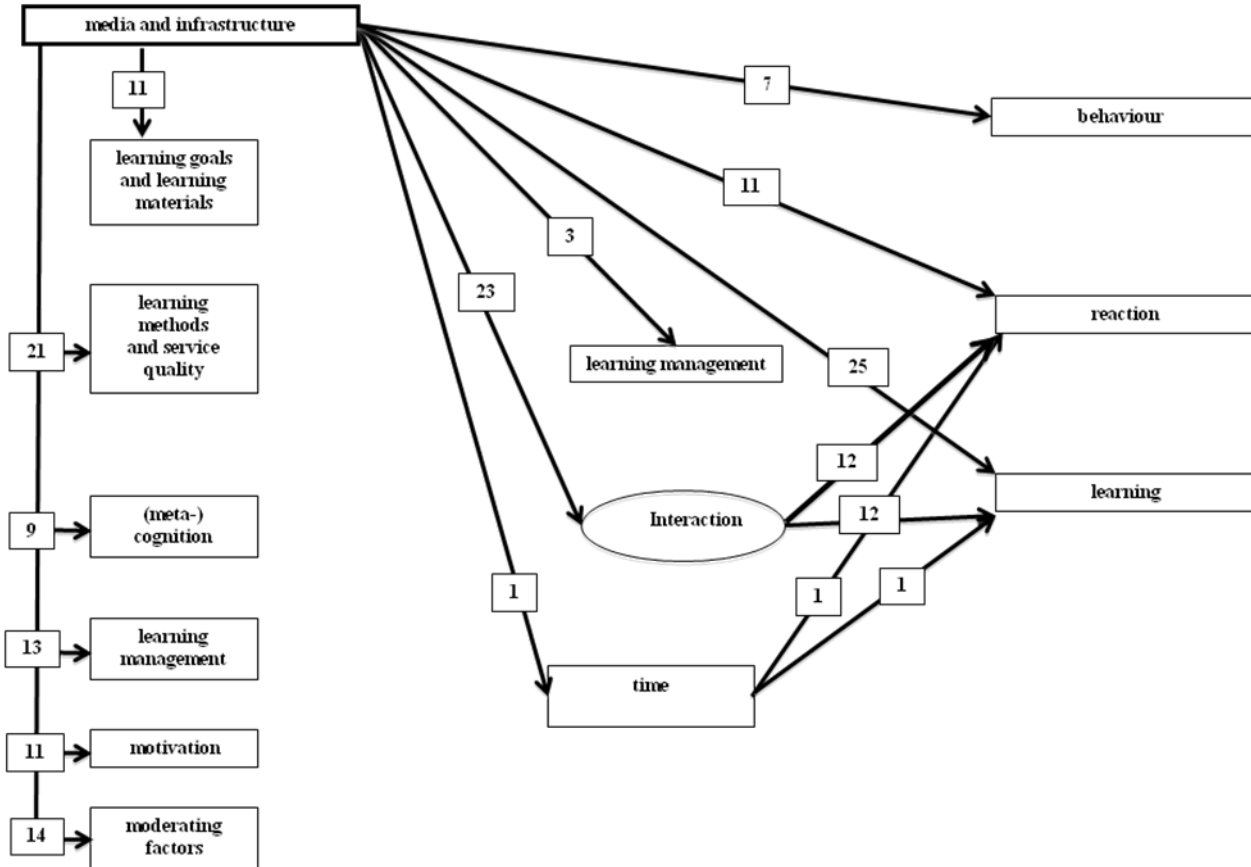 media and infrastructure
11
learning goals
and learning
materials
21
learning
methods
and service
quality
9
(meta-)
cognition
13
learning
management
11
motivation
14
moderating
factors
7
behaviour
11
reaction
3
learning management
23
25
learning
12
Interaction
12
1
1
1
time